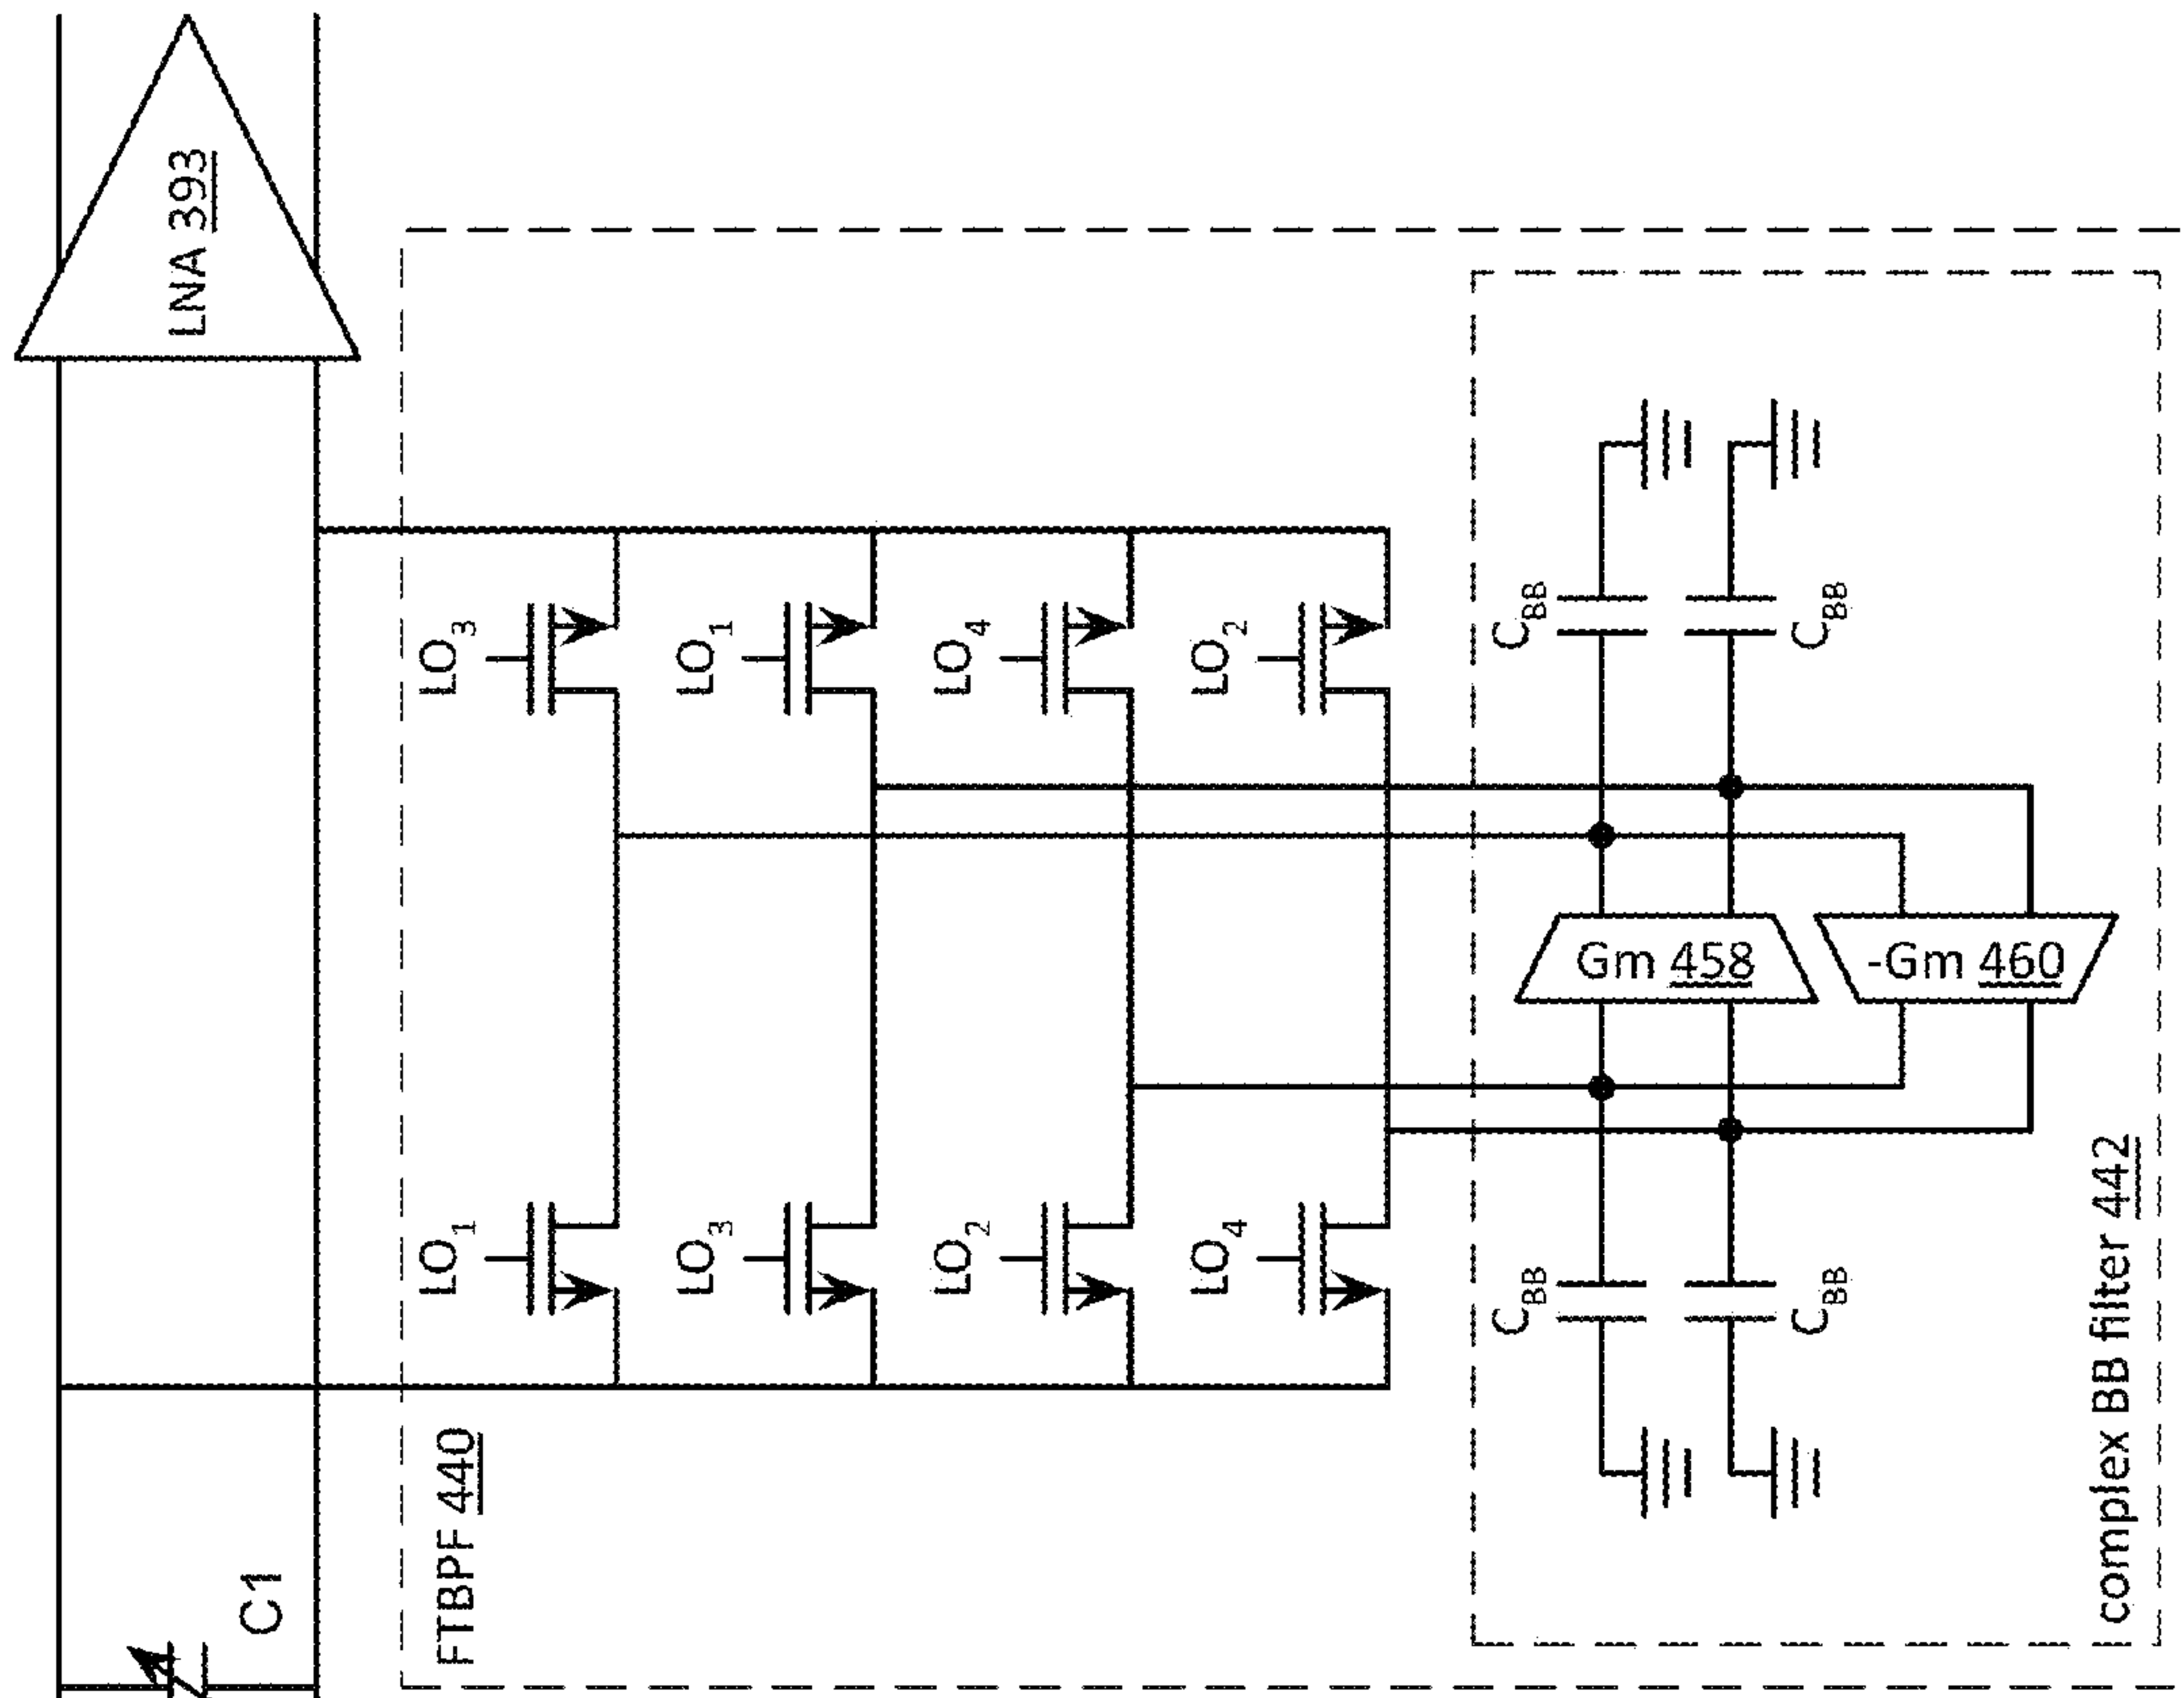 LNA 393
C1
FTBPF 440
LO3
LO1
LO1
LO3
LO4
LO2
LO2
LO4
CBB
CBB
Gm 458
-Gm 460
CBB
CBB
complex BB filter 442